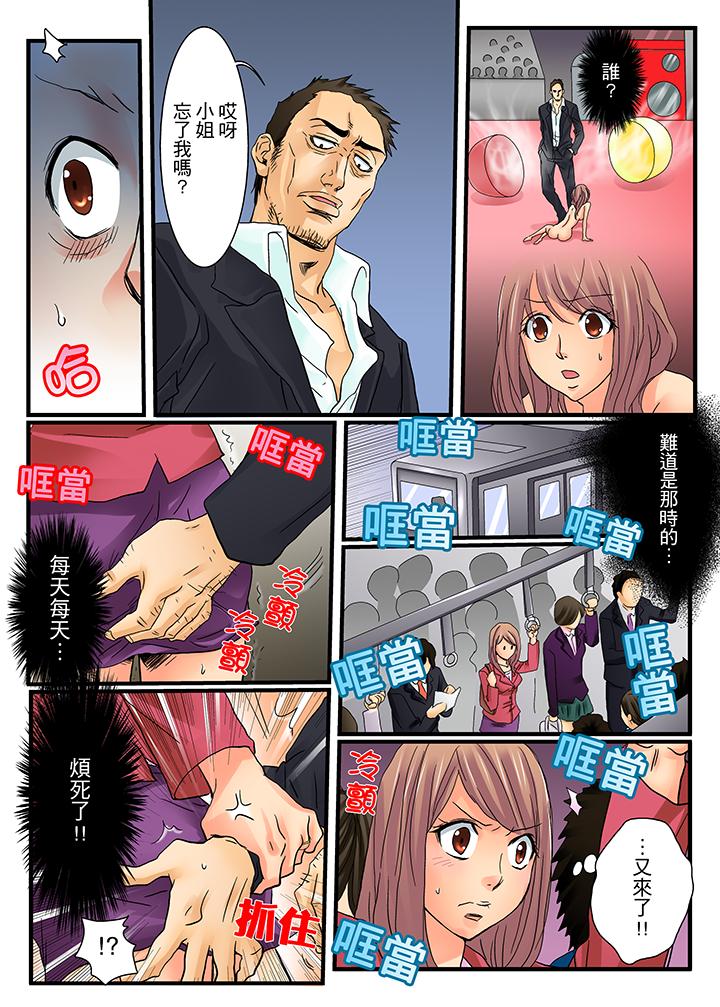 誰？
哎呀
小姐
忘了我嗎？
哈
難道是那時的…
哐當
哐當
哐當
哐當
哐當
哐當
哐當
冷顫
冷顫
每天每天…
哐當
哐當
冷顫
…又來了!!
煩死了!!
抓住
!?